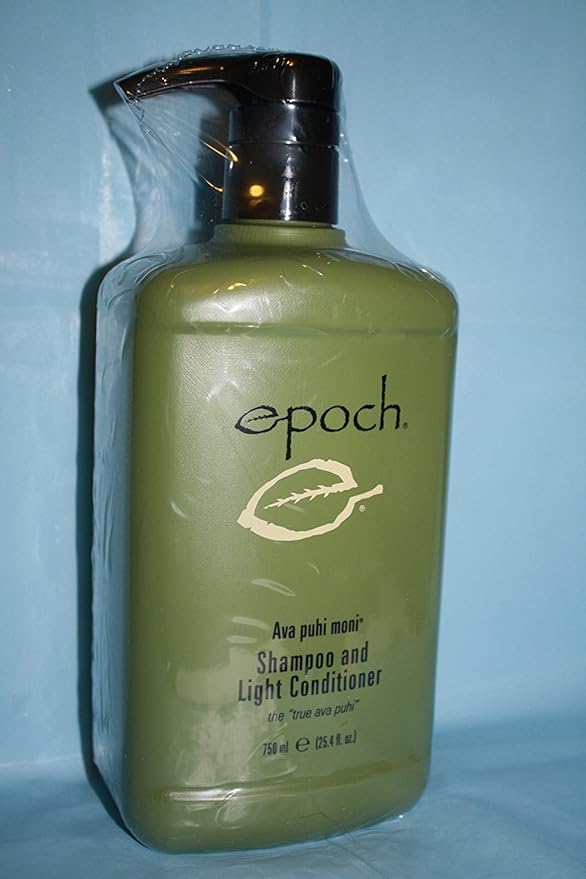 epoch®
®
Ava puhi moni®
Shampoo and
Light Conditioner
the "true ava puhi"
750 ml e (25.4 fl. oz.)